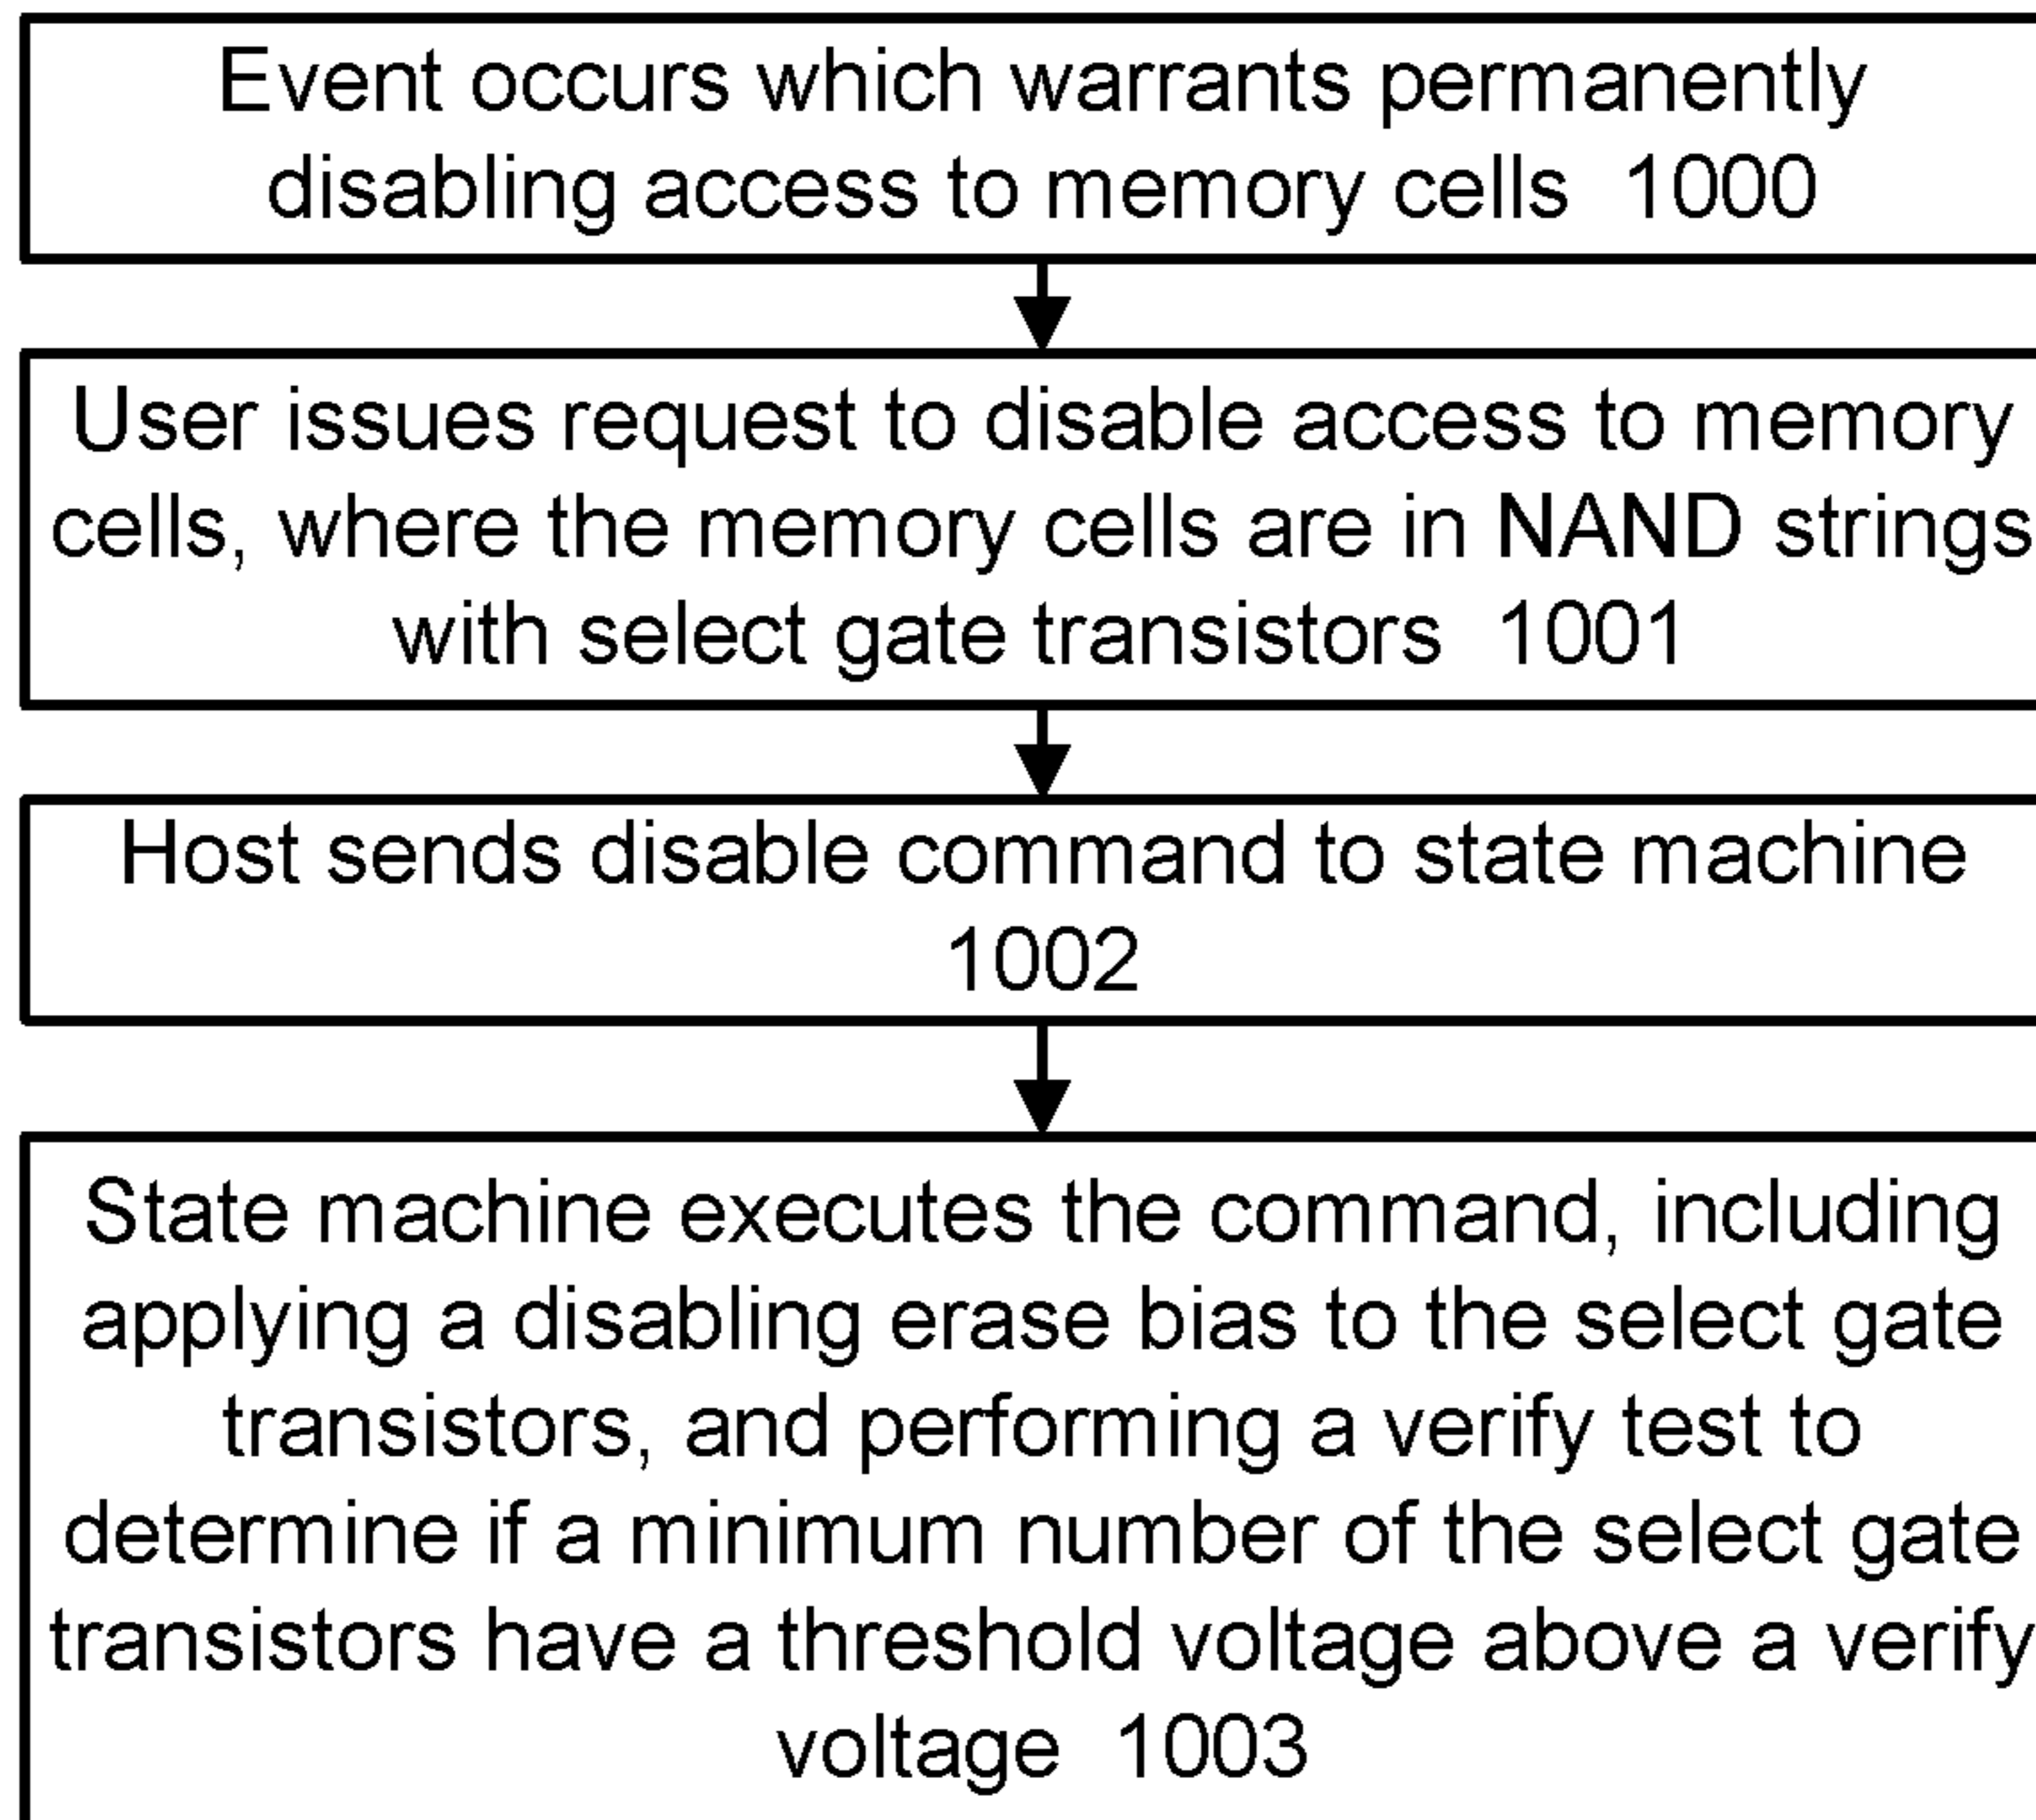 Event occurs which warrants permanently
disabling access to memory cells 1000
User issues request to disable access to memory
cells, where the memory cells are in NAND strings
with select gate transistors 1001
Host sends disable command to state machine
1002
State machine executes the command, including
applying a disabling erase bias to the select gate
transistors, and performing a verify test to
determine if a minimum number of the select gate
transistors have a threshold voltage above a verify
voltage 1003